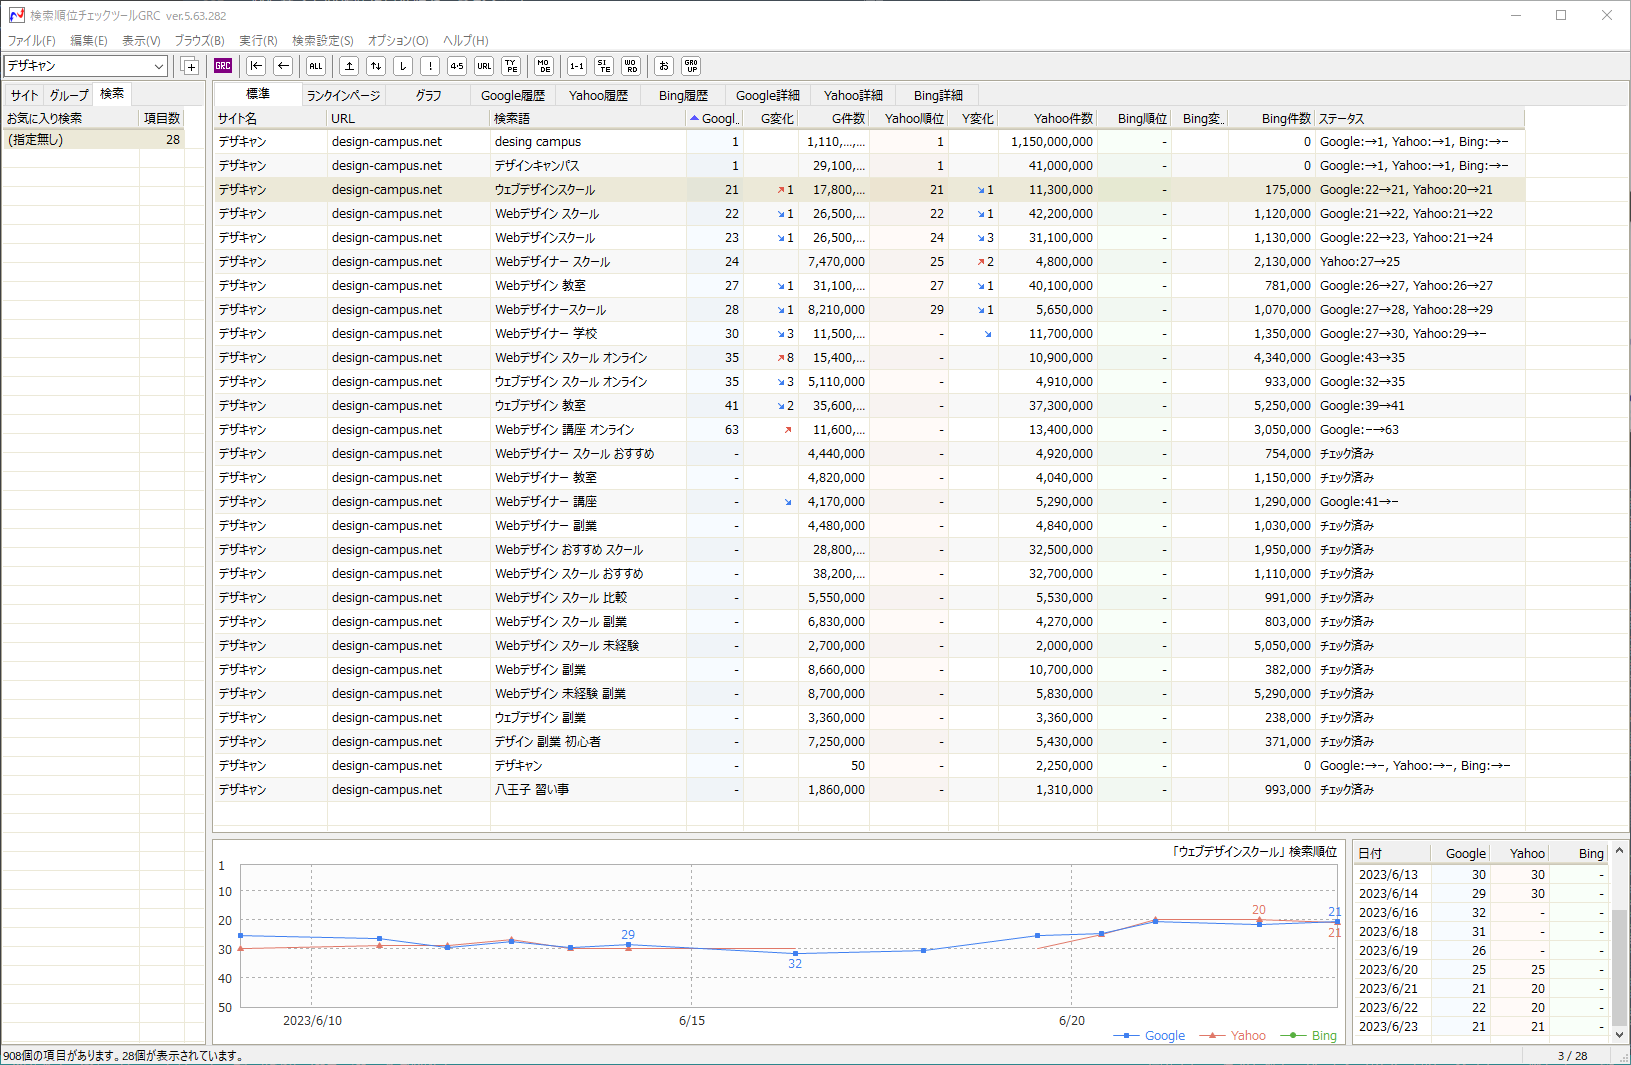 検索順位チェックツールGRC ver.5.63.282
ファイル(F) 編集(E) 表示(V) ブラウズ(B) 実行(R) 検索設定(S) オプション(O) ヘルプ(H)
デザキャン GRC ALL 4-5 URL TYPE MODE 1-1 SITE WORD お GROUP
サイト グループ 検索
お気に入り検索 項目数
(指定無し) 28
標準 ランクインページ グラフ Google履歴 Yahoo履歴 Bing履歴 Google詳細 Yahoo詳細 Bing詳細
サイト名 URL 検索語 Googl.. G変化 G件数 Yahoo順位 Y変化 Yahoo件数 Bing順位 Bing変.. Bing件数 ステータス
デザキャン design-campus.net desing campus 1 1,110,...,... 1 1,150,000,000 - 0 Google:→1, Yahoo:→1, Bing:→-
デザキャン design-campus.net デザインキャンパス 1 29,100,... 1 41,000,000 - 0 Google:→1, Yahoo:→1, Bing:→-
デザキャン design-campus.net ウェブデザインスクール 21 ↗1 17,800,... 21 ↘1 11,300,000 - 175,000 Google:22→21, Yahoo:20→21
デザキャン design-campus.net Webデザイン スクール 22 ↘1 26,500,... 22 ↘1 42,200,000 - 1,120,000 Google:21→22, Yahoo:21→22
デザキャン design-campus.net Webデザインスクール 23 ↘1 26,500,... 24 ↘3 31,100,000 - 1,130,000 Google:22→23, Yahoo:21→24
デザキャン design-campus.net Webデザイナー スクール 24 7,470,000 25 ↗2 4,800,000 - 2,130,000 Yahoo:27→25
デザキャン design-campus.net Webデザイン 教室 27 ↘1 31,100,... 27 ↘1 40,100,000 - 781,000 Google:26→27, Yahoo:26→27
デザキャン design-campus.net Webデザイナースクール 28 ↘1 8,210,000 29 ↘1 5,650,000 - 1,070,000 Google:27→28, Yahoo:28→29
デザキャン design-campus.net Webデザイナー 学校 30 ↘3 11,500,... - ↘ 11,700,000 - 1,350,000 Google:27→30, Yahoo:29→-
デザキャン design-campus.net Webデザイン スクール オンライン 35 ↗8 15,400,... - 10,900,000 - 4,340,000 Google:43→35
デザキャン design-campus.net ウェブデザイン スクール オンライン 35 ↘3 5,110,000 - 4,910,000 - 933,000 Google:32→35
デザキャン design-campus.net ウェブデザイン 教室 41 ↘2 35,600,... - 37,300,000 - 5,250,000 Google:39→41
デザキャン design-campus.net Webデザイン 講座 オンライン 63 ↗ 11,600,... - 13,400,000 - 3,050,000 Google:-→63
デザキャン design-campus.net Webデザイナー スクール おすすめ - 4,440,000 - 4,920,000 - 754,000 チェック済み
デザキャン design-campus.net Webデザイナー 教室 - 4,820,000 - 4,040,000 - 1,150,000 チェック済み
デザキャン design-campus.net Webデザイナー 講座 - ↘ 4,170,000 - 5,290,000 - 1,290,000 Google:41→-
デザキャン design-campus.net Webデザイナー 副業 - 4,480,000 - 4,840,000 - 1,030,000 チェック済み
デザキャン design-campus.net Webデザイン おすすめ スクール - 28,800,... - 32,500,000 - 1,950,000 チェック済み
デザキャン design-campus.net Webデザイン スクール おすすめ - 38,200,... - 32,700,000 - 1,110,000 チェック済み
デザキャン design-campus.net Webデザイン スクール 比較 - 5,550,000 - 5,530,000 - 991,000 チェック済み
デザキャン design-campus.net Webデザイン スクール 副業 - 6,830,000 - 4,270,000 - 803,000 チェック済み
デザキャン design-campus.net Webデザイン スクール 未経験 - 2,700,000 - 2,000,000 - 5,050,000 チェック済み
デザキャン design-campus.net Webデザイン 副業 - 8,660,000 - 10,700,000 - 382,000 チェック済み
デザキャン design-campus.net Webデザイン 未経験 副業 - 8,700,000 - 5,830,000 - 5,290,000 チェック済み
デザキャン design-campus.net ウェブデザイン 副業 - 3,360,000 - 3,360,000 - 238,000 チェック済み
デザキャン design-campus.net デザイン 副業 初心者 - 7,250,000 - 5,430,000 - 371,000 チェック済み
デザキャン design-campus.net デザキャン - 50 - 2,250,000 - 0 Google:→-, Yahoo:→-, Bing:→-
デザキャン design-campus.net 八王子 習い事 - 1,860,000 - 1,310,000 - 993,000 チェック済み
「ウェブデザインスクール」 検索順位
1
10
20
30
40
50
29
32
20
21
21
2023/6/10 6/15 6/20
Google Yahoo Bing
日付 Google Yahoo Bing
2023/6/13 30 30 -
2023/6/14 29 30 -
2023/6/16 32 - -
2023/6/18 31 - -
2023/6/19 26 - -
2023/6/20 25 25 -
2023/6/21 21 20 -
2023/6/22 22 20 -
2023/6/23 21 21 -
908個の項目があります。28個が表示されています。
3 / 28